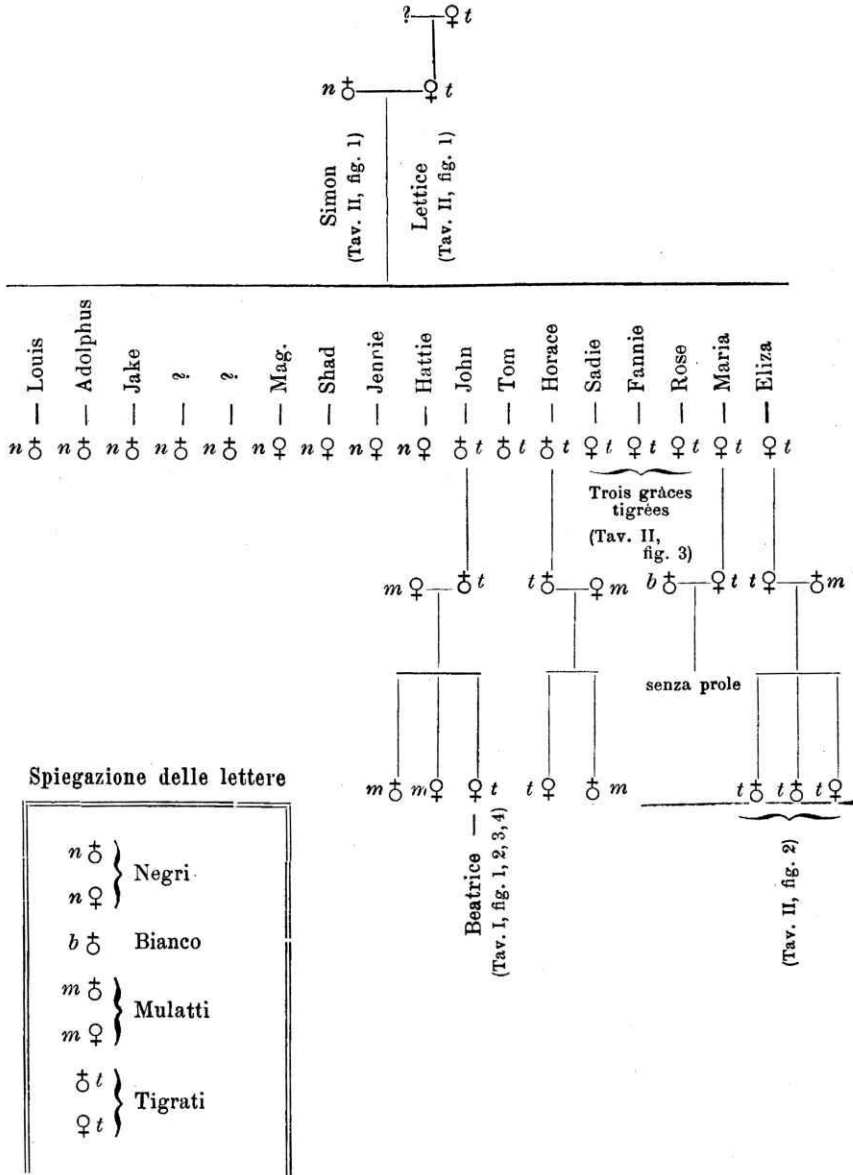 ? ♀ t
n ♁ ♀ t
Simon
(Tav. II, fig. 1)
Lettice
(Tav. II, fig. 1)
Louis
Adolphus
Jake
?
?
Mag.
Shad
Jennie
Hattie
John
Tom
Horace
Sadie
Fannie
Rose
Maria
Eliza
n n n n n n n n n t t t t t t t t
Trois grâces
tigrées
(Tav. II,
fig. 3)
m t t m b t t m
senza prole
m m t t m t t t
Beatrice —
(Tav. I, fig. 1, 2, 3, 4)
(Tav. II, fig. 2)
Spiegazione delle lettere
n
n
Negri
b Bianco
m
m
Mulatti
t
t
Tigrati